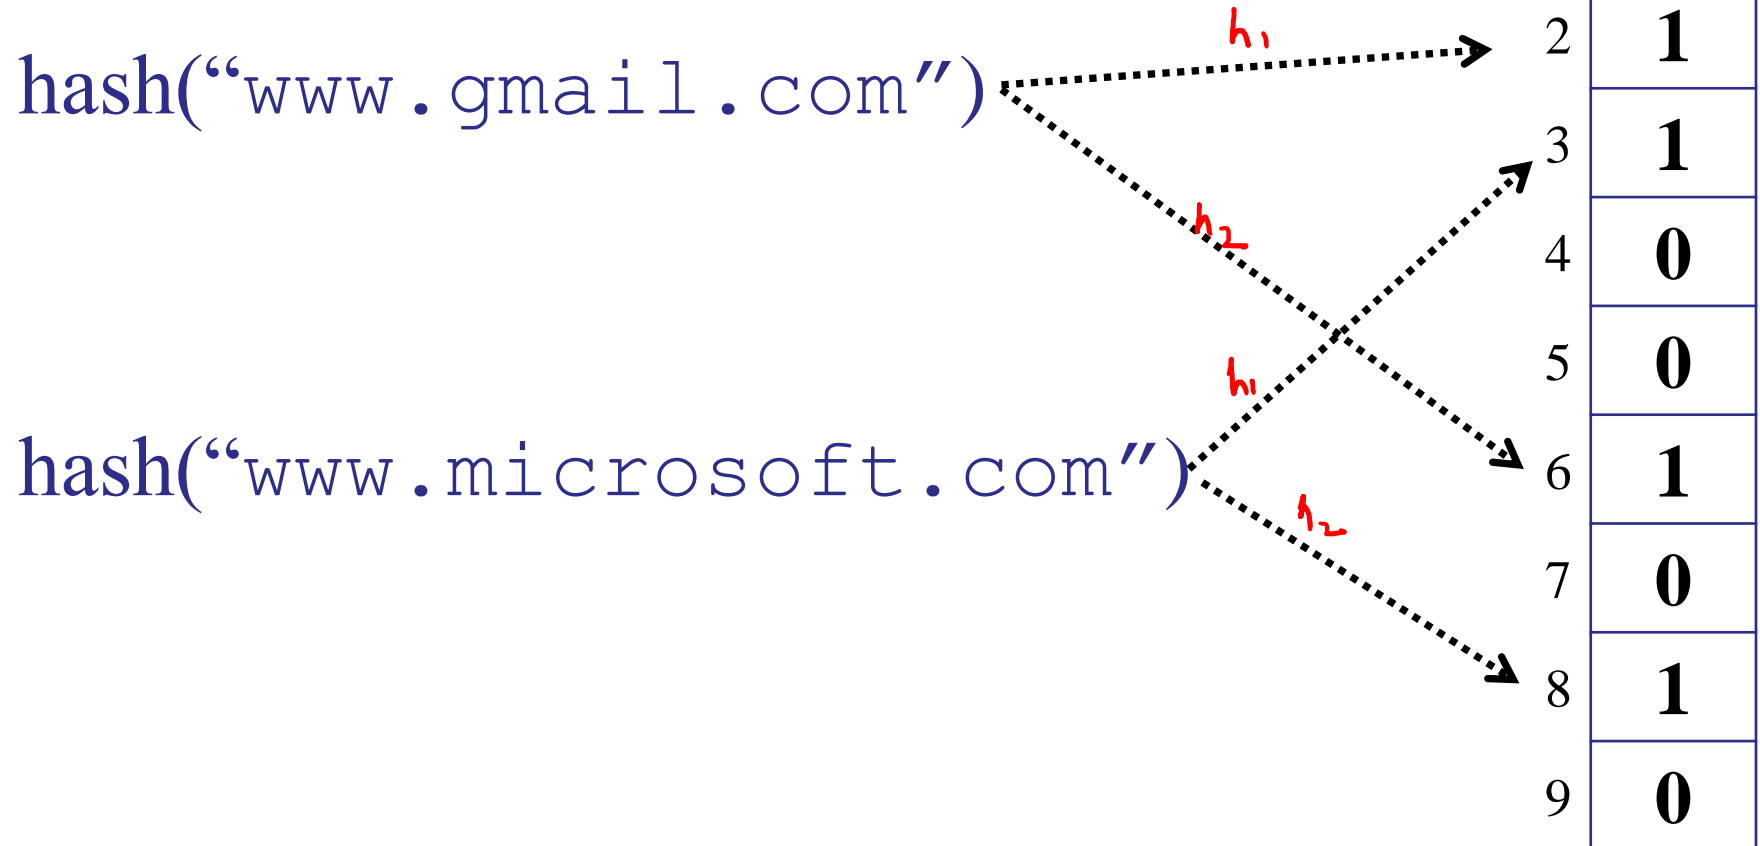 h1
2 1
hash(“www.gmail.com”)
3 1
h2
4 0
h1
5 0
hash(“www.microsoft.com”)
6 1
h2
7 0
8 1
9 0